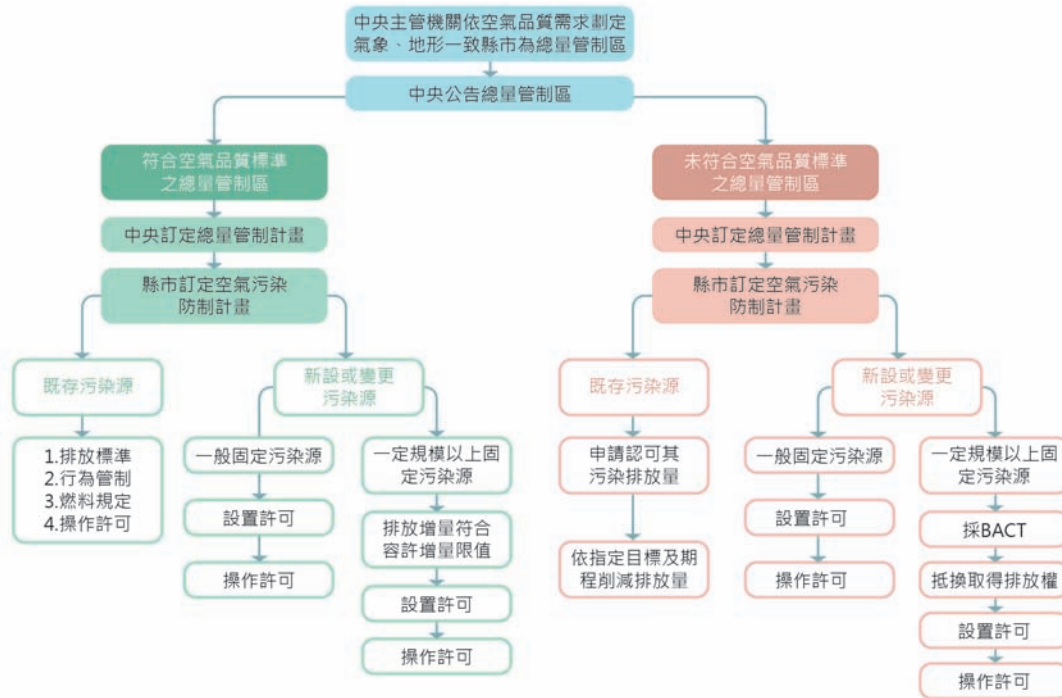 中央主管機關依空氣品質需求劃定
氣象、地形一致縣市為總量管制區
中央公告總量管制區
符合空氣品質標準
之總量管制區
中央訂定總量管制計畫
縣市訂定空氣污染
防制計畫
既存污染源
1.排放標準
2.行為管制
3.燃料規定
4.操作許可
新設或變更
污染源
一般固定污染源
設置許可
操作許可
一定規模以上固
定污染源
排放增量符合
容許增量限值
設置許可
操作許可
未符合空氣品質標準
之總量管制區
中央訂定總量管制計畫
縣市訂定空氣污染
防制計畫
既存污染源
申請認可其
污染排放量
依指定目標及期
程削減排放量
新設或變更
污染源
一般固定污染源
設置許可
操作許可
一定規模以上固
定污染源
採BACT
抵換取得排放權
設置許可
操作許可